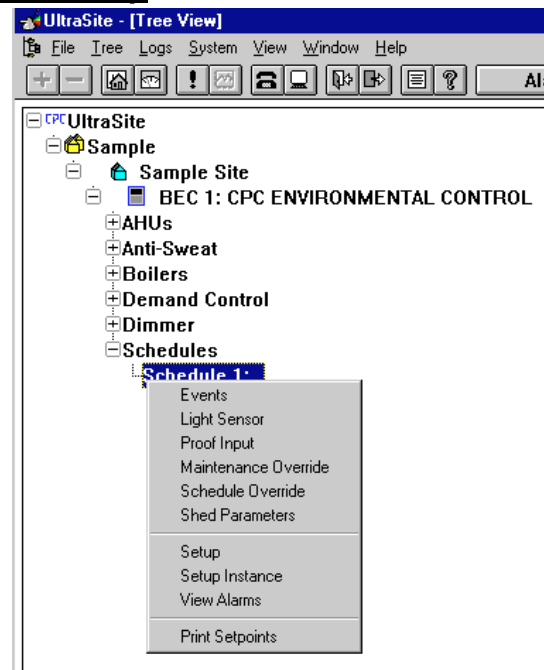 UltraSite - [Tree View]
File Tree Logs System View Window Help
CPC UltraSite
Sample
Sample Site
BEC 1: CPC ENVIRONMENTAL CONTROL
AHUs
Anti-Sweat
Boilers
Demand Control
Dimmer
Schedules
Schedule 1:
Events
Light Sensor
Proof Input
Maintenance Override
Schedule Override
Shed Parameters
Setup
Setup Instance
View Alarms
Print Setpoints